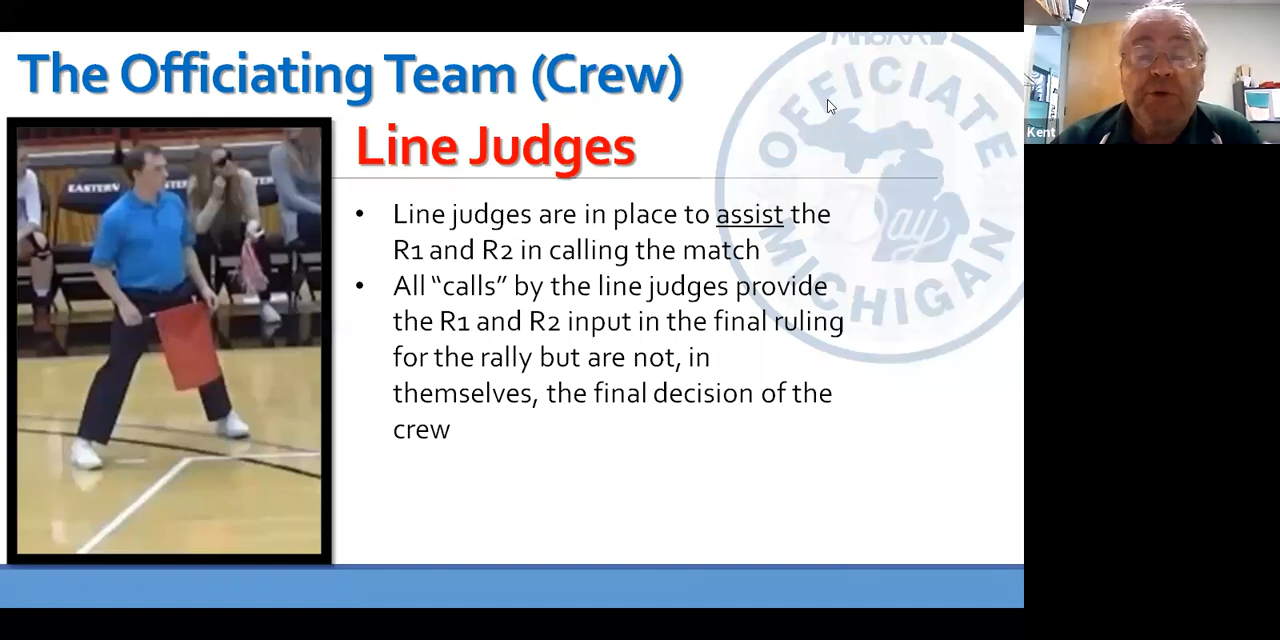 The Officiating Team (Crew)
Line Judges
• Line judges are in place to assist the
R1 and R2 in calling the match
• All “calls” by the line judges provide
the R1 and R2 input in the final ruling
for the rally but are not, in
themselves, the final decision of the
crew
OFFICIATE
Day
MICHIGAN
EASTERN
Kent